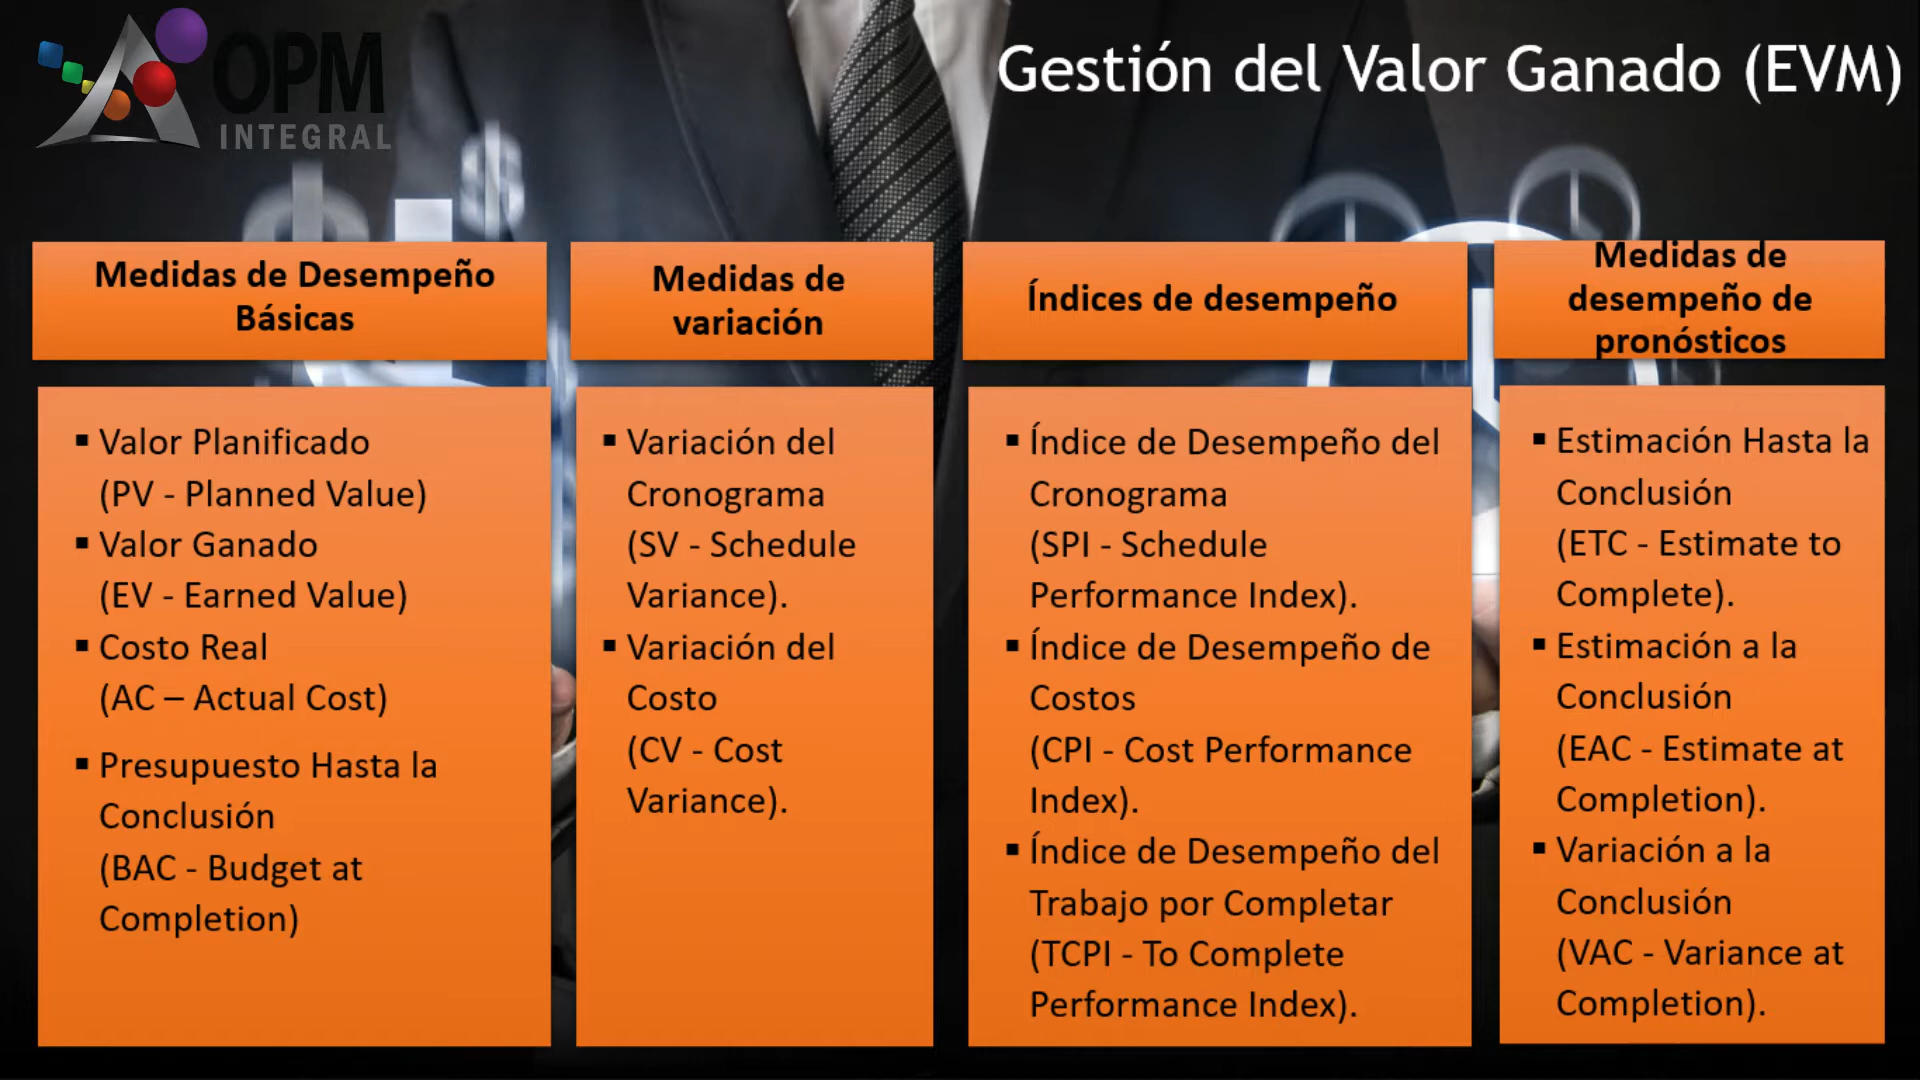 OPM
INTEGRAL
Gestión del Valor Ganado (EVM)
Medidas de Desempeño
Básicas
▪ Valor Planificado
(PV - Planned Value)
▪ Valor Ganado
(EV - Earned Value)
▪ Costo Real
(AC – Actual Cost)
▪ Presupuesto Hasta la
Conclusión
(BAC - Budget at
Completion)
Medidas de
variación
▪ Variación del
Cronograma
(SV - Schedule
Variance).
▪ Variación del
Costo
(CV - Cost
Variance).
Índices de desempeño
▪ Índice de Desempeño del
Cronograma
(SPI - Schedule
Performance Index).
▪ Índice de Desempeño de
Costos
(CPI - Cost Performance
Index).
▪ Índice de Desempeño del
Trabajo por Completar
(TCPI - To Complete
Performance Index).
Medidas de
desempeño de
pronósticos
▪ Estimación Hasta la
Conclusión
(ETC - Estimate to
Complete).
▪ Estimación a la
Conclusión
(EAC - Estimate at
Completion).
▪ Variación a la
Conclusión
(VAC - Variance at
Completion).